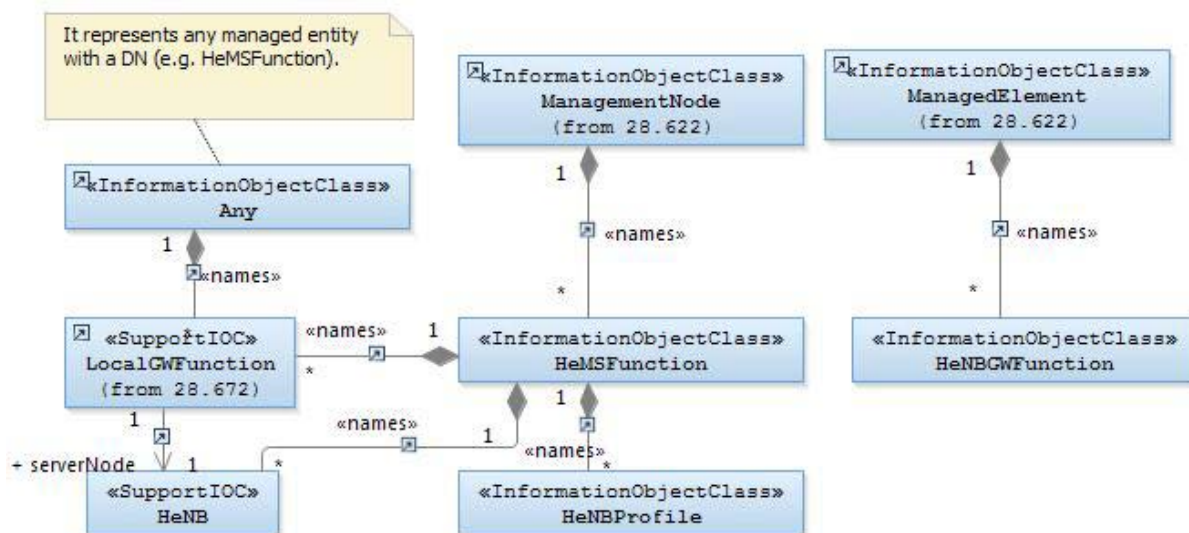 It represents any managed entity
with a DN (e.g. HeMSFunction).
«InformationObjectClass»
Any
«InformationObjectClass»
ManagementNode
(from 28.622)
«InformationObjectClass»
ManagedElement
(from 28.622)
1
«names»
1
«names»
*
1
«names»
*
«SupportIOC»
*
LocalGWFunction
(from 28.672)
«names»
1
*
«InformationObjectClass»
HeMSFunction
«InformationObjectClass»
HeNBGWFunction
1
+ serverNode
1
«names»
1
*
1
«names»
*
«SupportIOC»
HeNB
«InformationObjectClass»
HeNBProfile